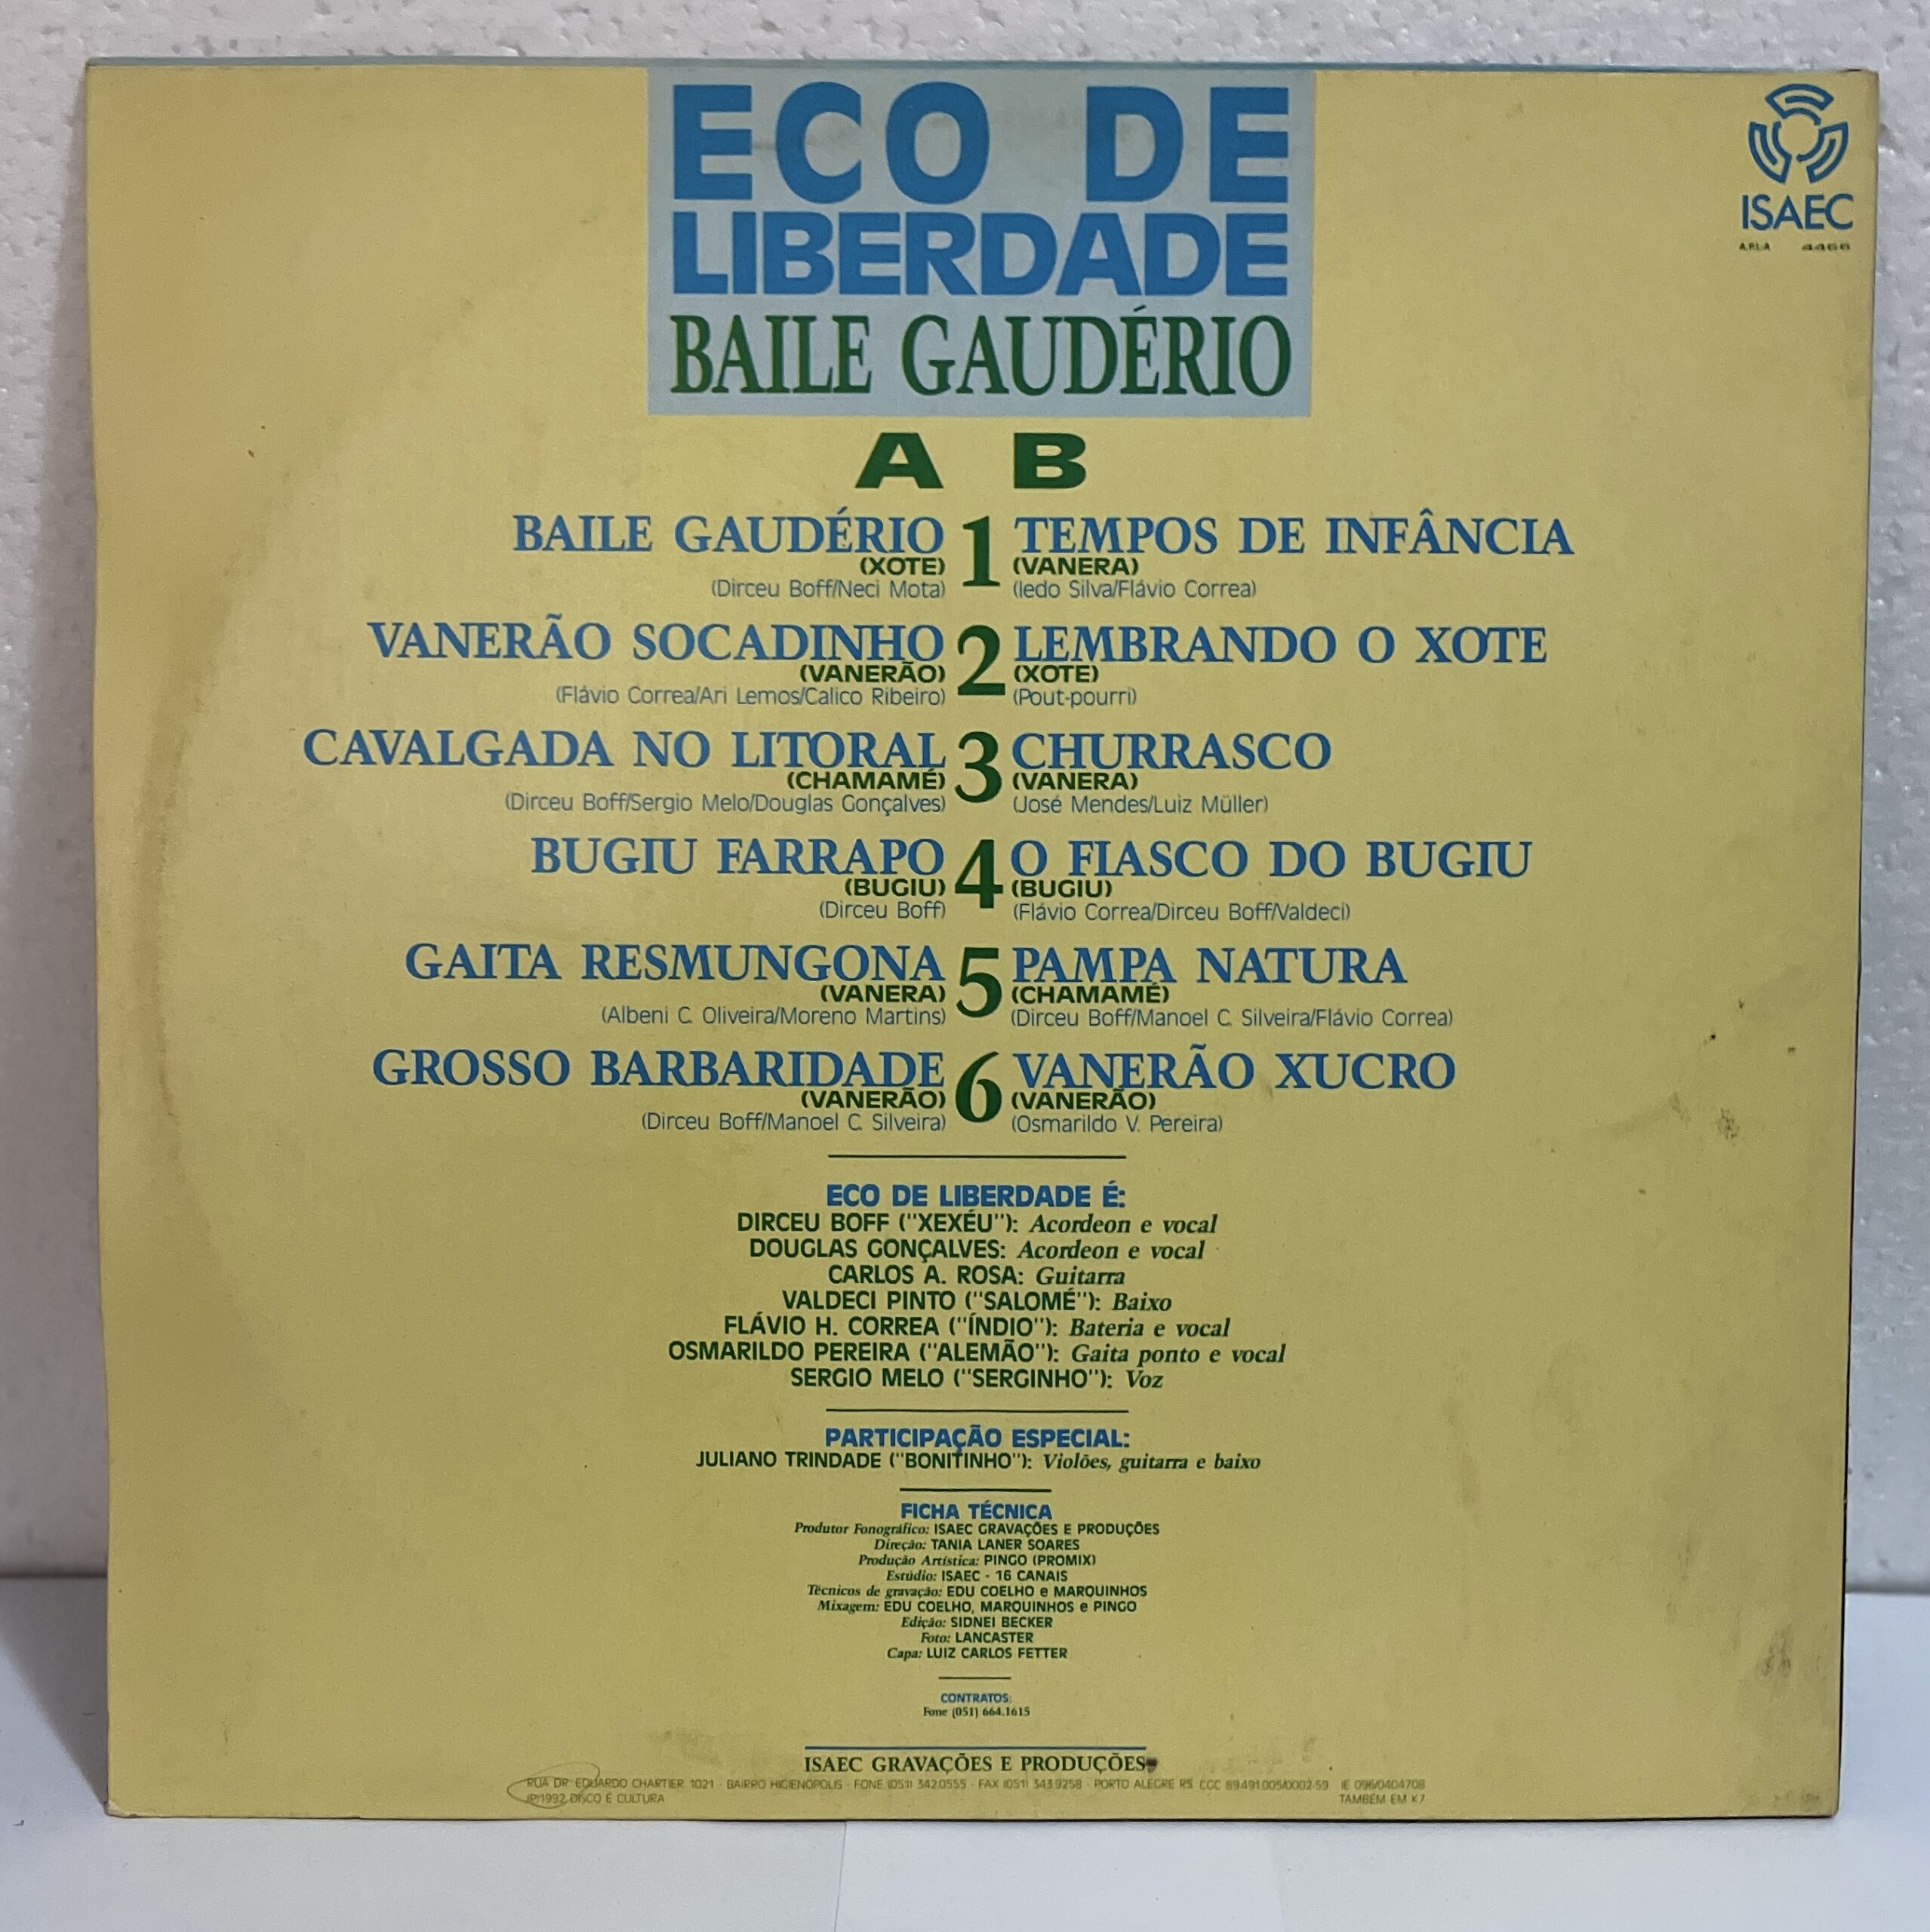 ECO DE
LIBERDADE
BAILE GAUDÉRIO
ISAEC
A.P.L.A 4466
A B
BAILE GAUDÉRIO 1 TEMPOS DE INFÂNCIA
(XOTE) (VANERA)
(Dirceu Boff/Neci Mota) (Iedo Silva/Flávio Correa)
VANERÃO SOCADINHO 2 LEMBRANDO O XOTE
(VANERÃO) (XOTE)
(Flávio Correa/Ari Lemos/Calico Ribeiro) (Pout-pourri)
CAVALGADA NO LITORAL 3 CHURRASCO
(CHAMAMÉ) (VANERA)
(Dirceu Boff/Sergio Melo/Douglas Gonçalves) (José Mendes/Luiz Müller)
BUGIU FARRAPO 4 O FIASCO DO BUGIU
(BUGIU) (BUGIU)
(Dirceu Boff) (Flávio Correa/Dirceu Boff/Valdeci)
GAITA RESMUNGONA 5 PAMPA NATURA
(VANERA) (CHAMAMÉ)
(Albeni C. Oliveira/Moreno Martins) (Dirceu Boff/Manoel C. Silveira/Flávio Correa)
GROSSO BARBARIDADE 6 VANERÃO XUCRO
(VANERÃO) (VANERÃO)
(Dirceu Boff/Manoel C. Silveira) (Osmarildo V. Pereira)
ECO DE LIBERDADE É:
DIRCEU BOFF ("XEXÉU"): Acordeon e vocal
DOUGLAS GONÇALVES: Acordeon e vocal
CARLOS A. ROSA: Guitarra
VALDECI PINTO ("SALOMÉ"): Baixo
FLÁVIO H. CORREA ("ÍNDIO"): Bateria e vocal
OSMARILDO PEREIRA ("ALEMÃO"): Gaita ponto e vocal
SERGIO MELO ("SERGINHO"): Voz
PARTICIPAÇÃO ESPECIAL:
JULIANO TRINDADE ("BONITINHO"): Violões, guitarra e baixo
FICHA TÉCNICA
Produtor Fonográfico: ISAEC GRAVAÇÕES E PRODUÇÕES
Direção: TANIA LANER SOARES
Produção Artística: PINGO (PROMIX)
Estúdio: ISAEC - 16 CANAIS
Técnicos de gravação: EDU COELHO e MARQUINHOS
Mixagem: EDU COELHO, MARQUINHOS e PINGO
Edição: SIDNEI BECKER
Foto: LANCASTER
Capa: LUIZ CARLOS FETTER
CONTRATOS:
Fone (051) 664.1615
ISAEC GRAVAÇÕES E PRODUÇÕES
RUA DR. EDUARDO CHARTIER, 1021 - BAIRRO HIGIENÓPOLIS - FONE (051) 342.0555 - FAX (051) 343.9258 - PORTO ALEGRE RS CGC 89.491.005/0002-59 IE 096/0404708
(P)1992 DISCO É CULTURA TAMBÉM EM K7